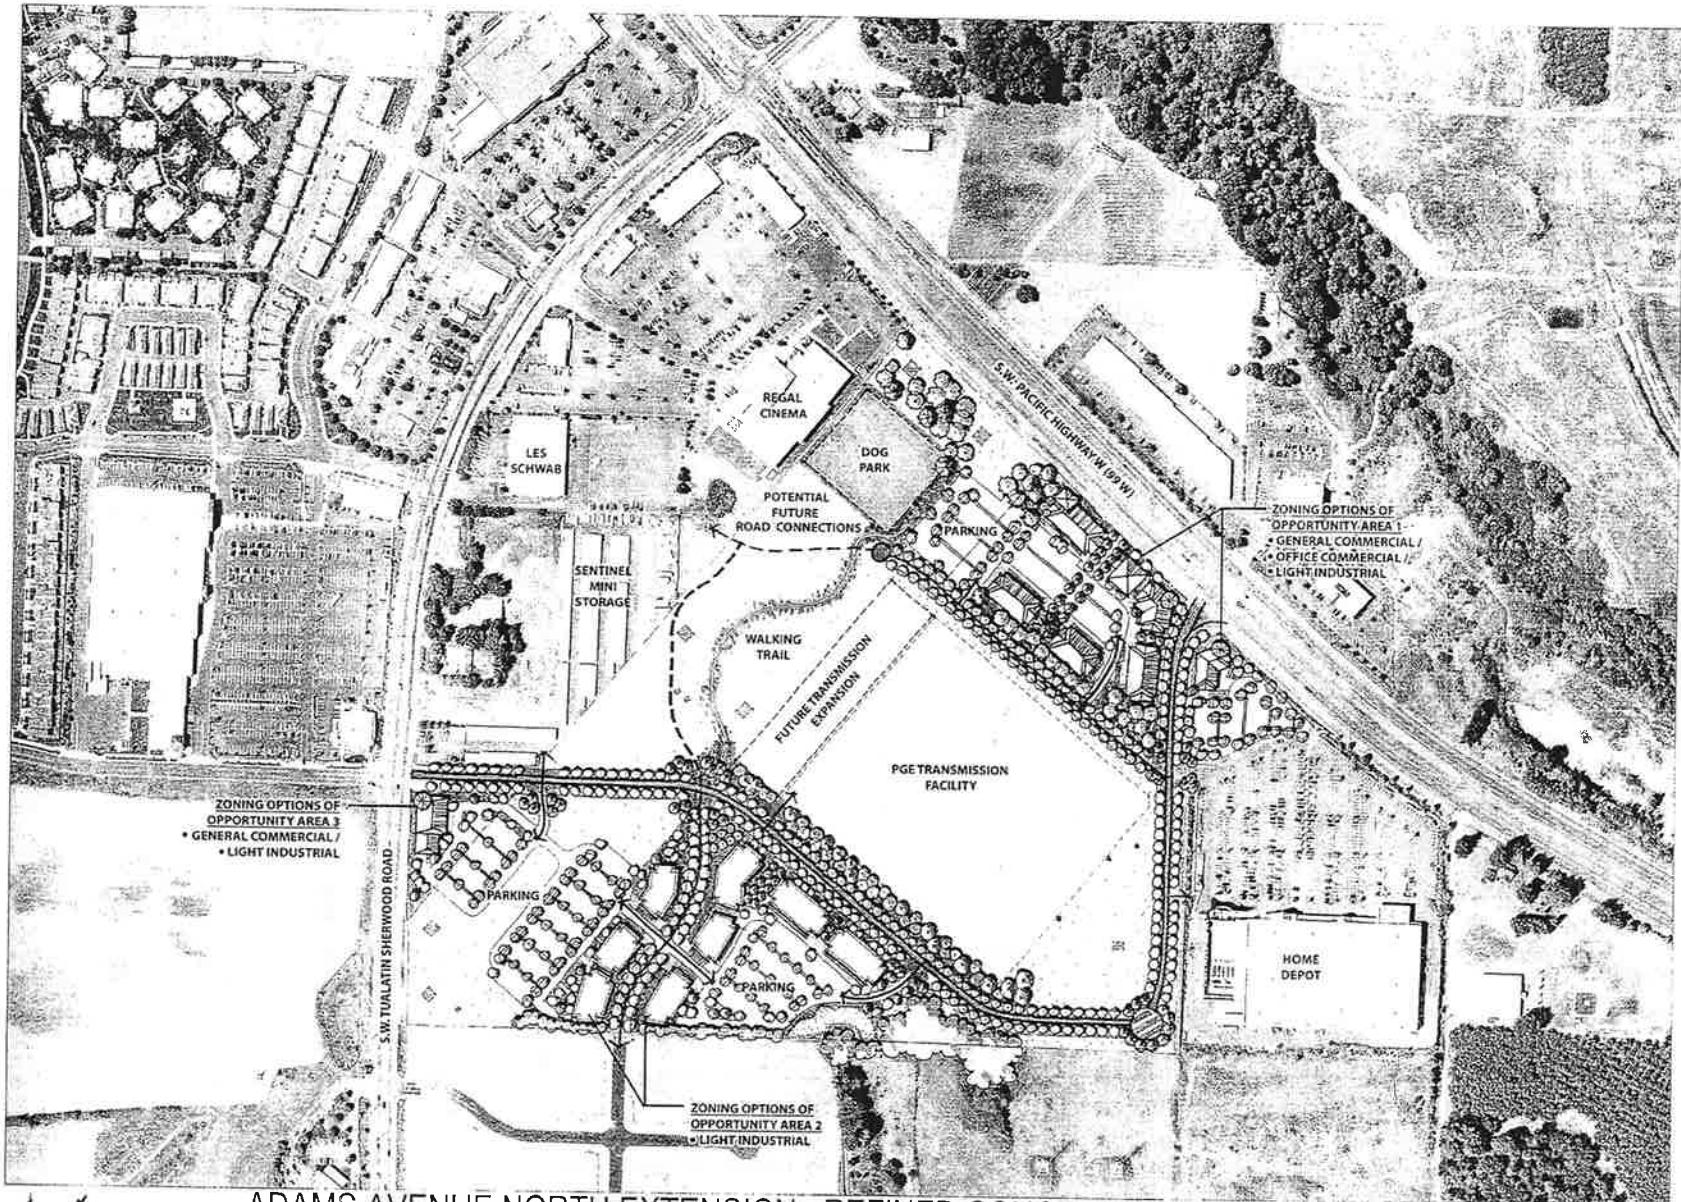 REGAL
CINEMA
LES
SCHWAB
DOG
PARK
S.W. PACIFIC HIGHWAY W (99 W)
POTENTIAL
FUTURE
ROAD CONNECTIONS
PARKING
ZONING OPTIONS OF
OPPORTUNITY AREA 1
• GENERAL COMMERCIAL /
• OFFICE COMMERCIAL /
• LIGHT INDUSTRIAL
SENTINEL
MINI
STORAGE
WALKING
TRAIL
FUTURE TRANSMISSION
EXPANSION
PGE TRANSMISSION
FACILITY
ZONING OPTIONS OF
OPPORTUNITY AREA 3
• GENERAL COMMERCIAL /
• LIGHT INDUSTRIAL
S.W. TUALATIN SHERWOOD ROAD
PARKING
PARKING
HOME
DEPOT
ZONING OPTIONS OF
OPPORTUNITY AREA 2
• LIGHT INDUSTRIAL
ADAMS AVENUE NORTH EXTENSION - REFINED